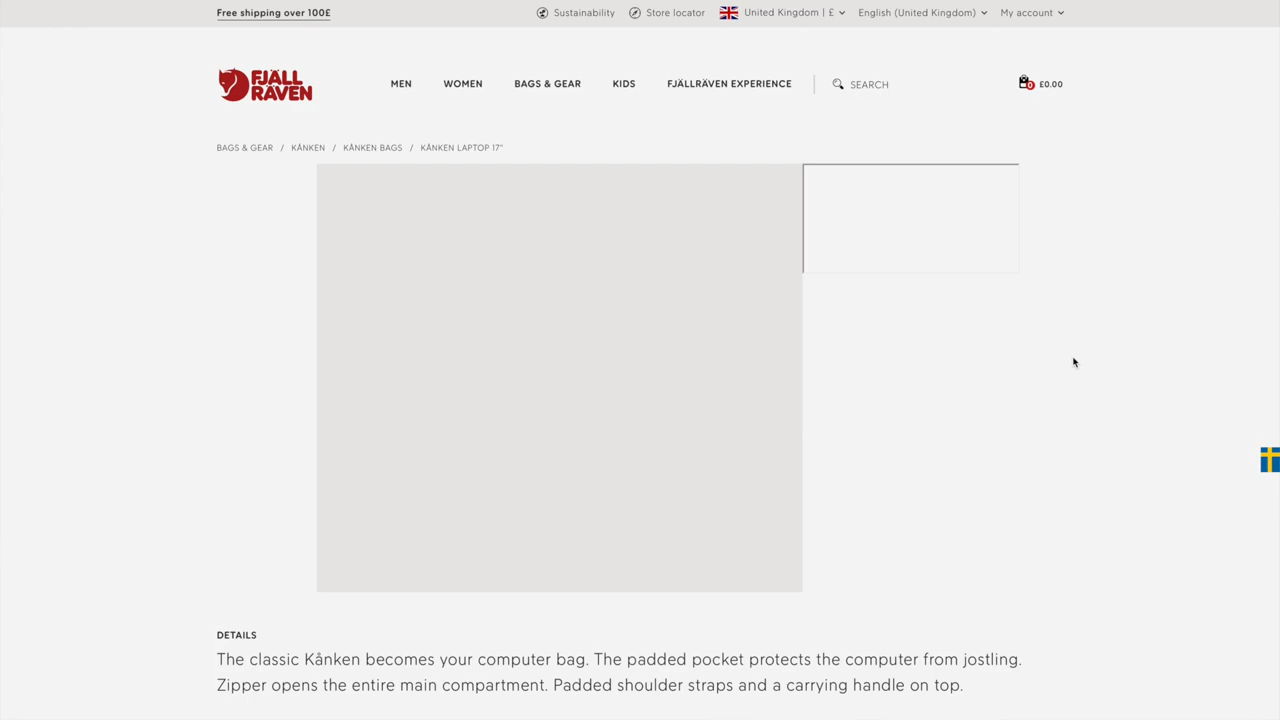 Free shipping over 100£
Sustainability
Store locator
United Kingdom | £
English (United Kingdom)
My account
FJÄLL
RÄVEN
MEN
WOMEN
BAGS & GEAR
KIDS
FJÄLLRÄVEN EXPERIENCE
SEARCH
0
£0.00
BAGS & GEAR / KÅNKEN / KÅNKEN BAGS / KÅNKEN LAPTOP 17"
DETAILS
The classic Kånken becomes your computer bag. The padded pocket protects the computer from jostling.
Zipper opens the entire main compartment. Padded shoulder straps and a carrying handle on top.